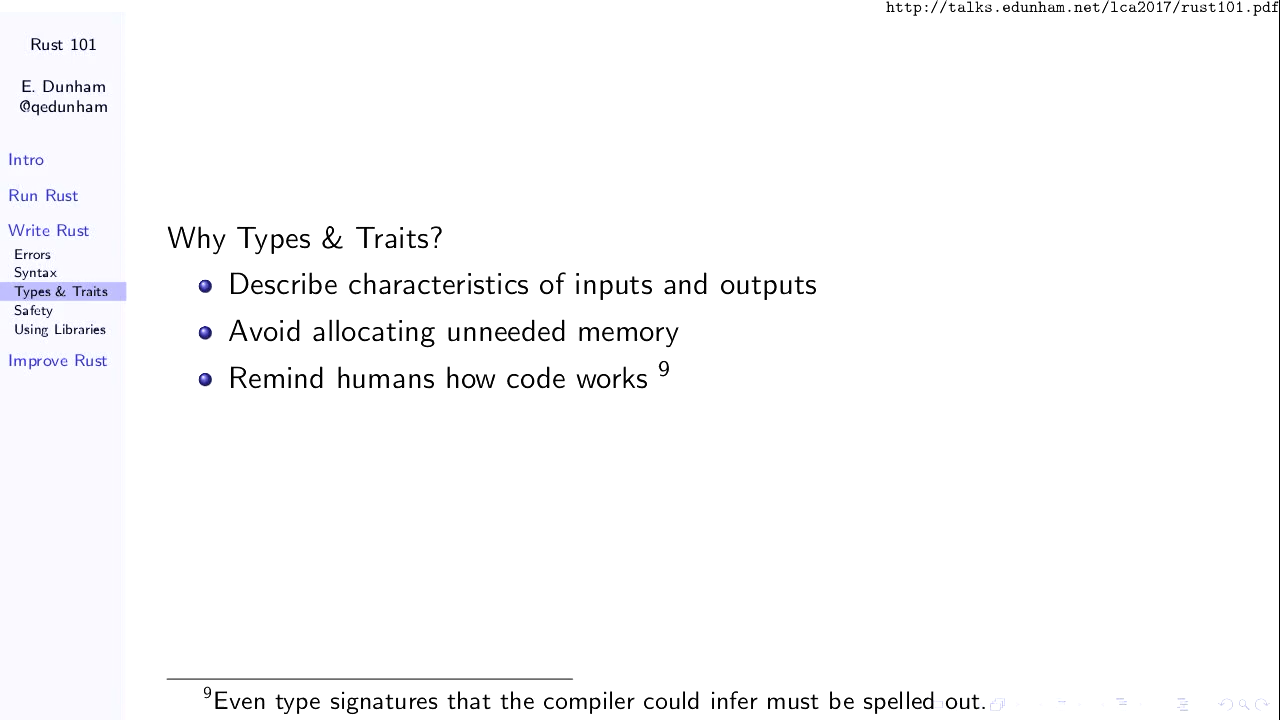 http://talks.edunham.net/lca2017/rust101.pdf
Rust 101
E. Dunham
@qedunham
Intro
Run Rust
Write Rust
Errors
Syntax
Types & Traits
Safety
Using Libraries
Improve Rust
Why Types & Traits?
Describe characteristics of inputs and outputs
Avoid allocating unneeded memory
Remind humans how code works 9
9Even type signatures that the compiler could infer must be spelled out.